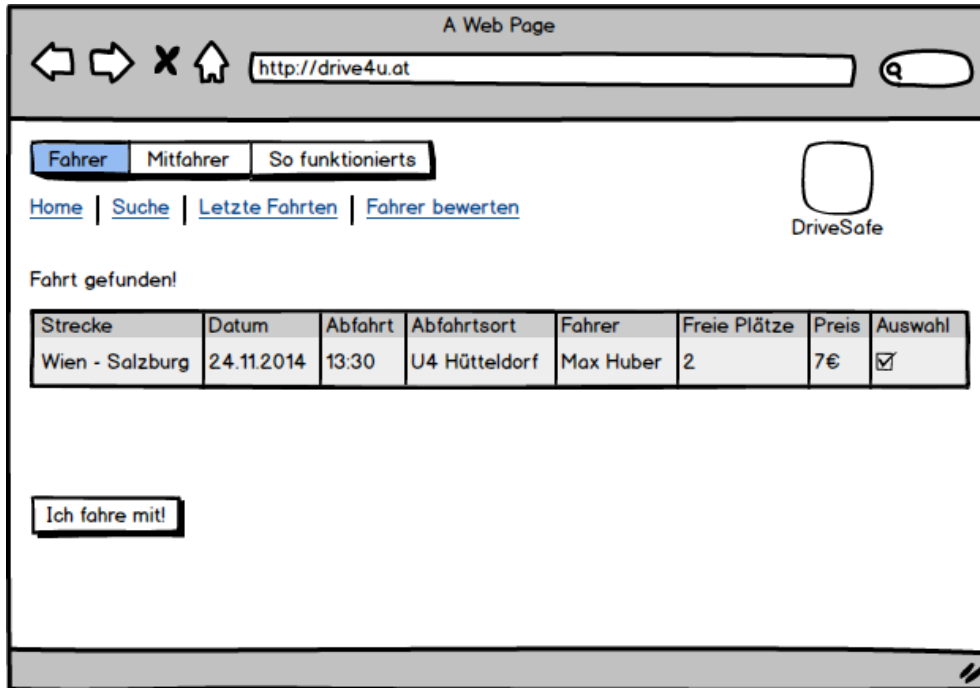 A Web Page
http://drive4u.at
Fahrer Mitfahrer So funktionierts
Home | Suche | Letzte Fahrten | Fahrer bewerten
DriveSafe
Fahrt gefunden!
Strecke Datum Abfahrt Abfahrtsort Fahrer Freie Plätze Preis Auswahl
Wien - Salzburg 24.11.2014 13:30 U4 Hütteldorf Max Huber 2 7€
Ich fahre mit!